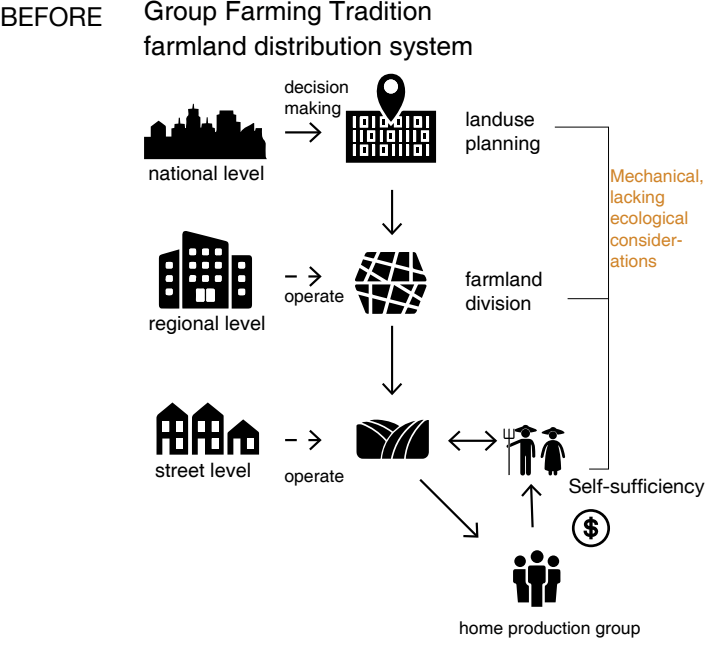 BEFORE
Group Farming Tradition
farmland distribution system
decision
making
landuse
planning
national level
Mechanical,
lacking
ecological
consider-
ations
operate
farmland
division
regional level
street level
operate
Self-sufficiency
$
home production group